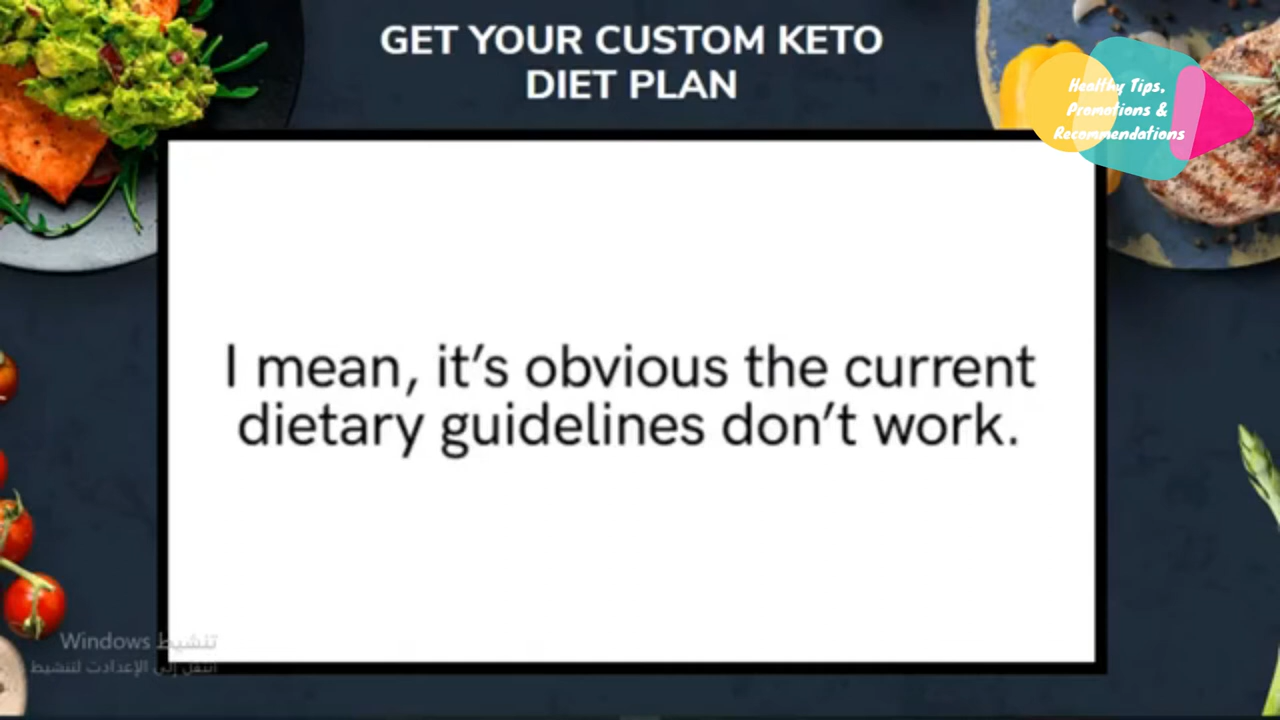 GET YOUR CUSTOM KETO
DIET PLAN
Healthy Tips,
Promotions &
Recommendations
I mean, it’s obvious the current
dietary guidelines don’t work.
تنشيط Windows
انتقل إلى الإعدادت لتنشيط